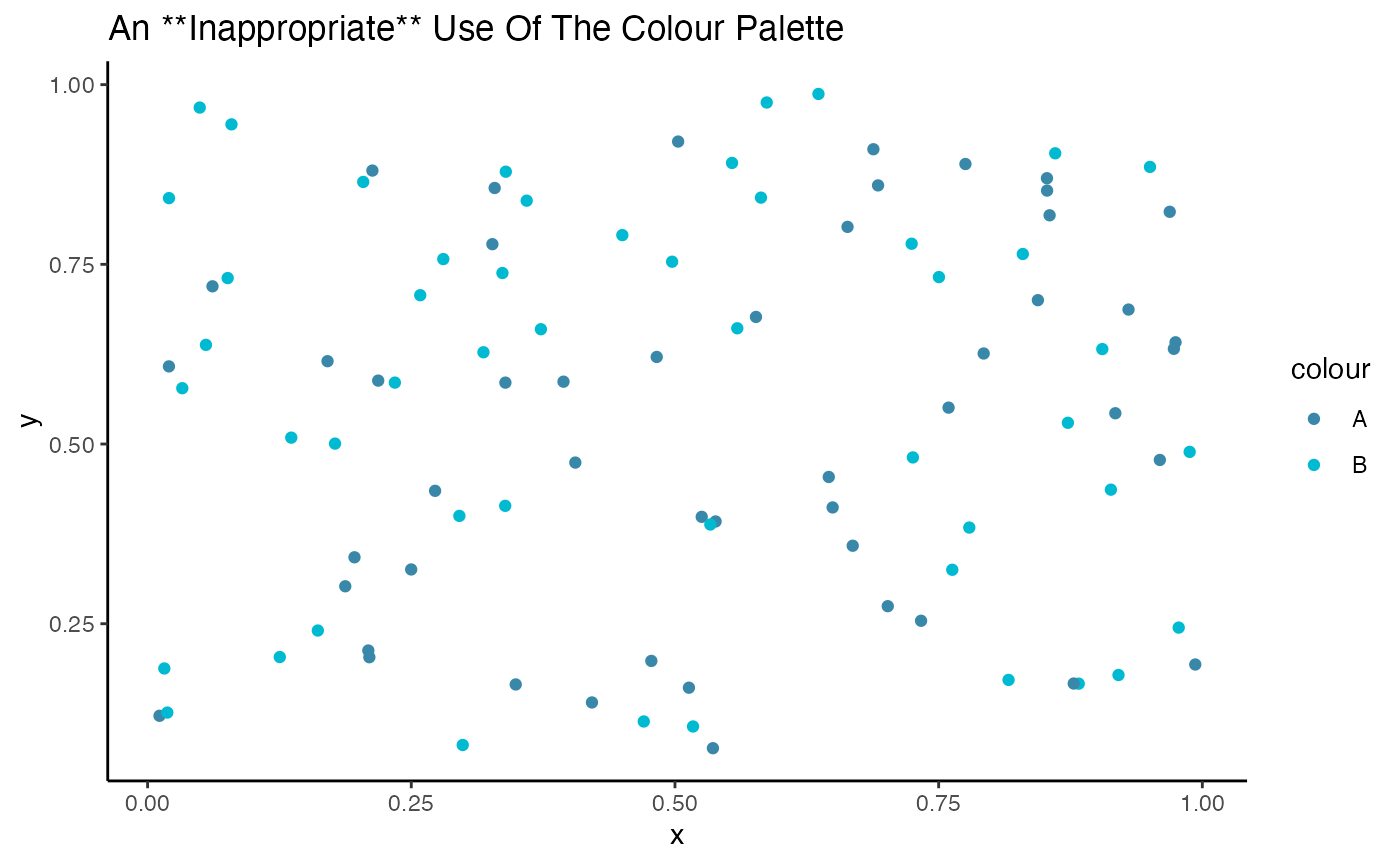 An **Inappropriate** Use Of The Colour Palette
1.00
0.75
0.50
0.25
y
0.00 0.25 0.50 0.75 1.00
x
colour
A
B